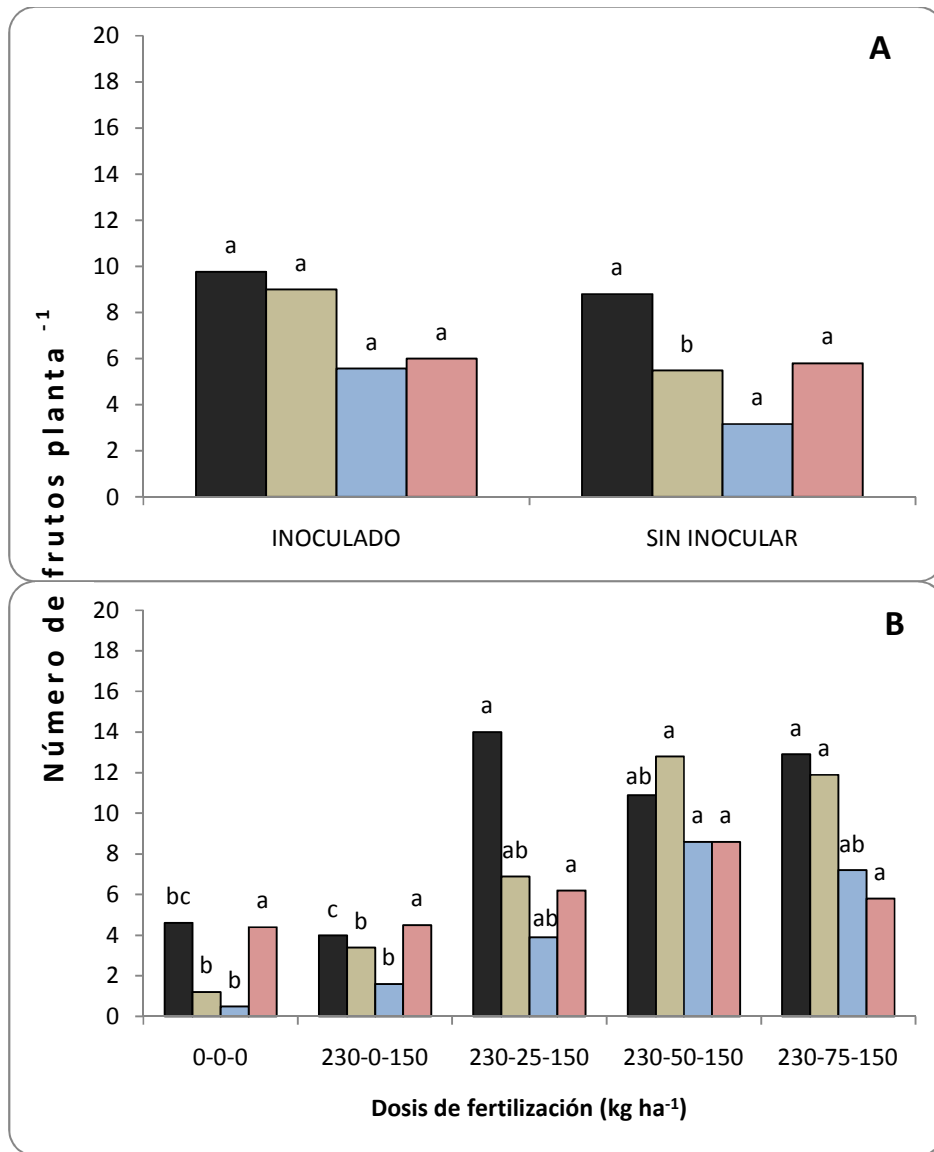 Número de frutos planta -1
A
20
18
16
14
12
10
8
6
4
2
0
a
a
a
a
a
b
a
a
INOCULADO
SIN INOCULAR
B
20
18
16
14
12
10
8
6
4
2
0
bc
b
b
a
c
b
b
a
a
ab
ab
a
ab
a
a
a
a
a
ab
a
0-0-0
230-0-150
230-25-150
230-50-150
230-75-150
Dosis de fertilización (kg ha-1)